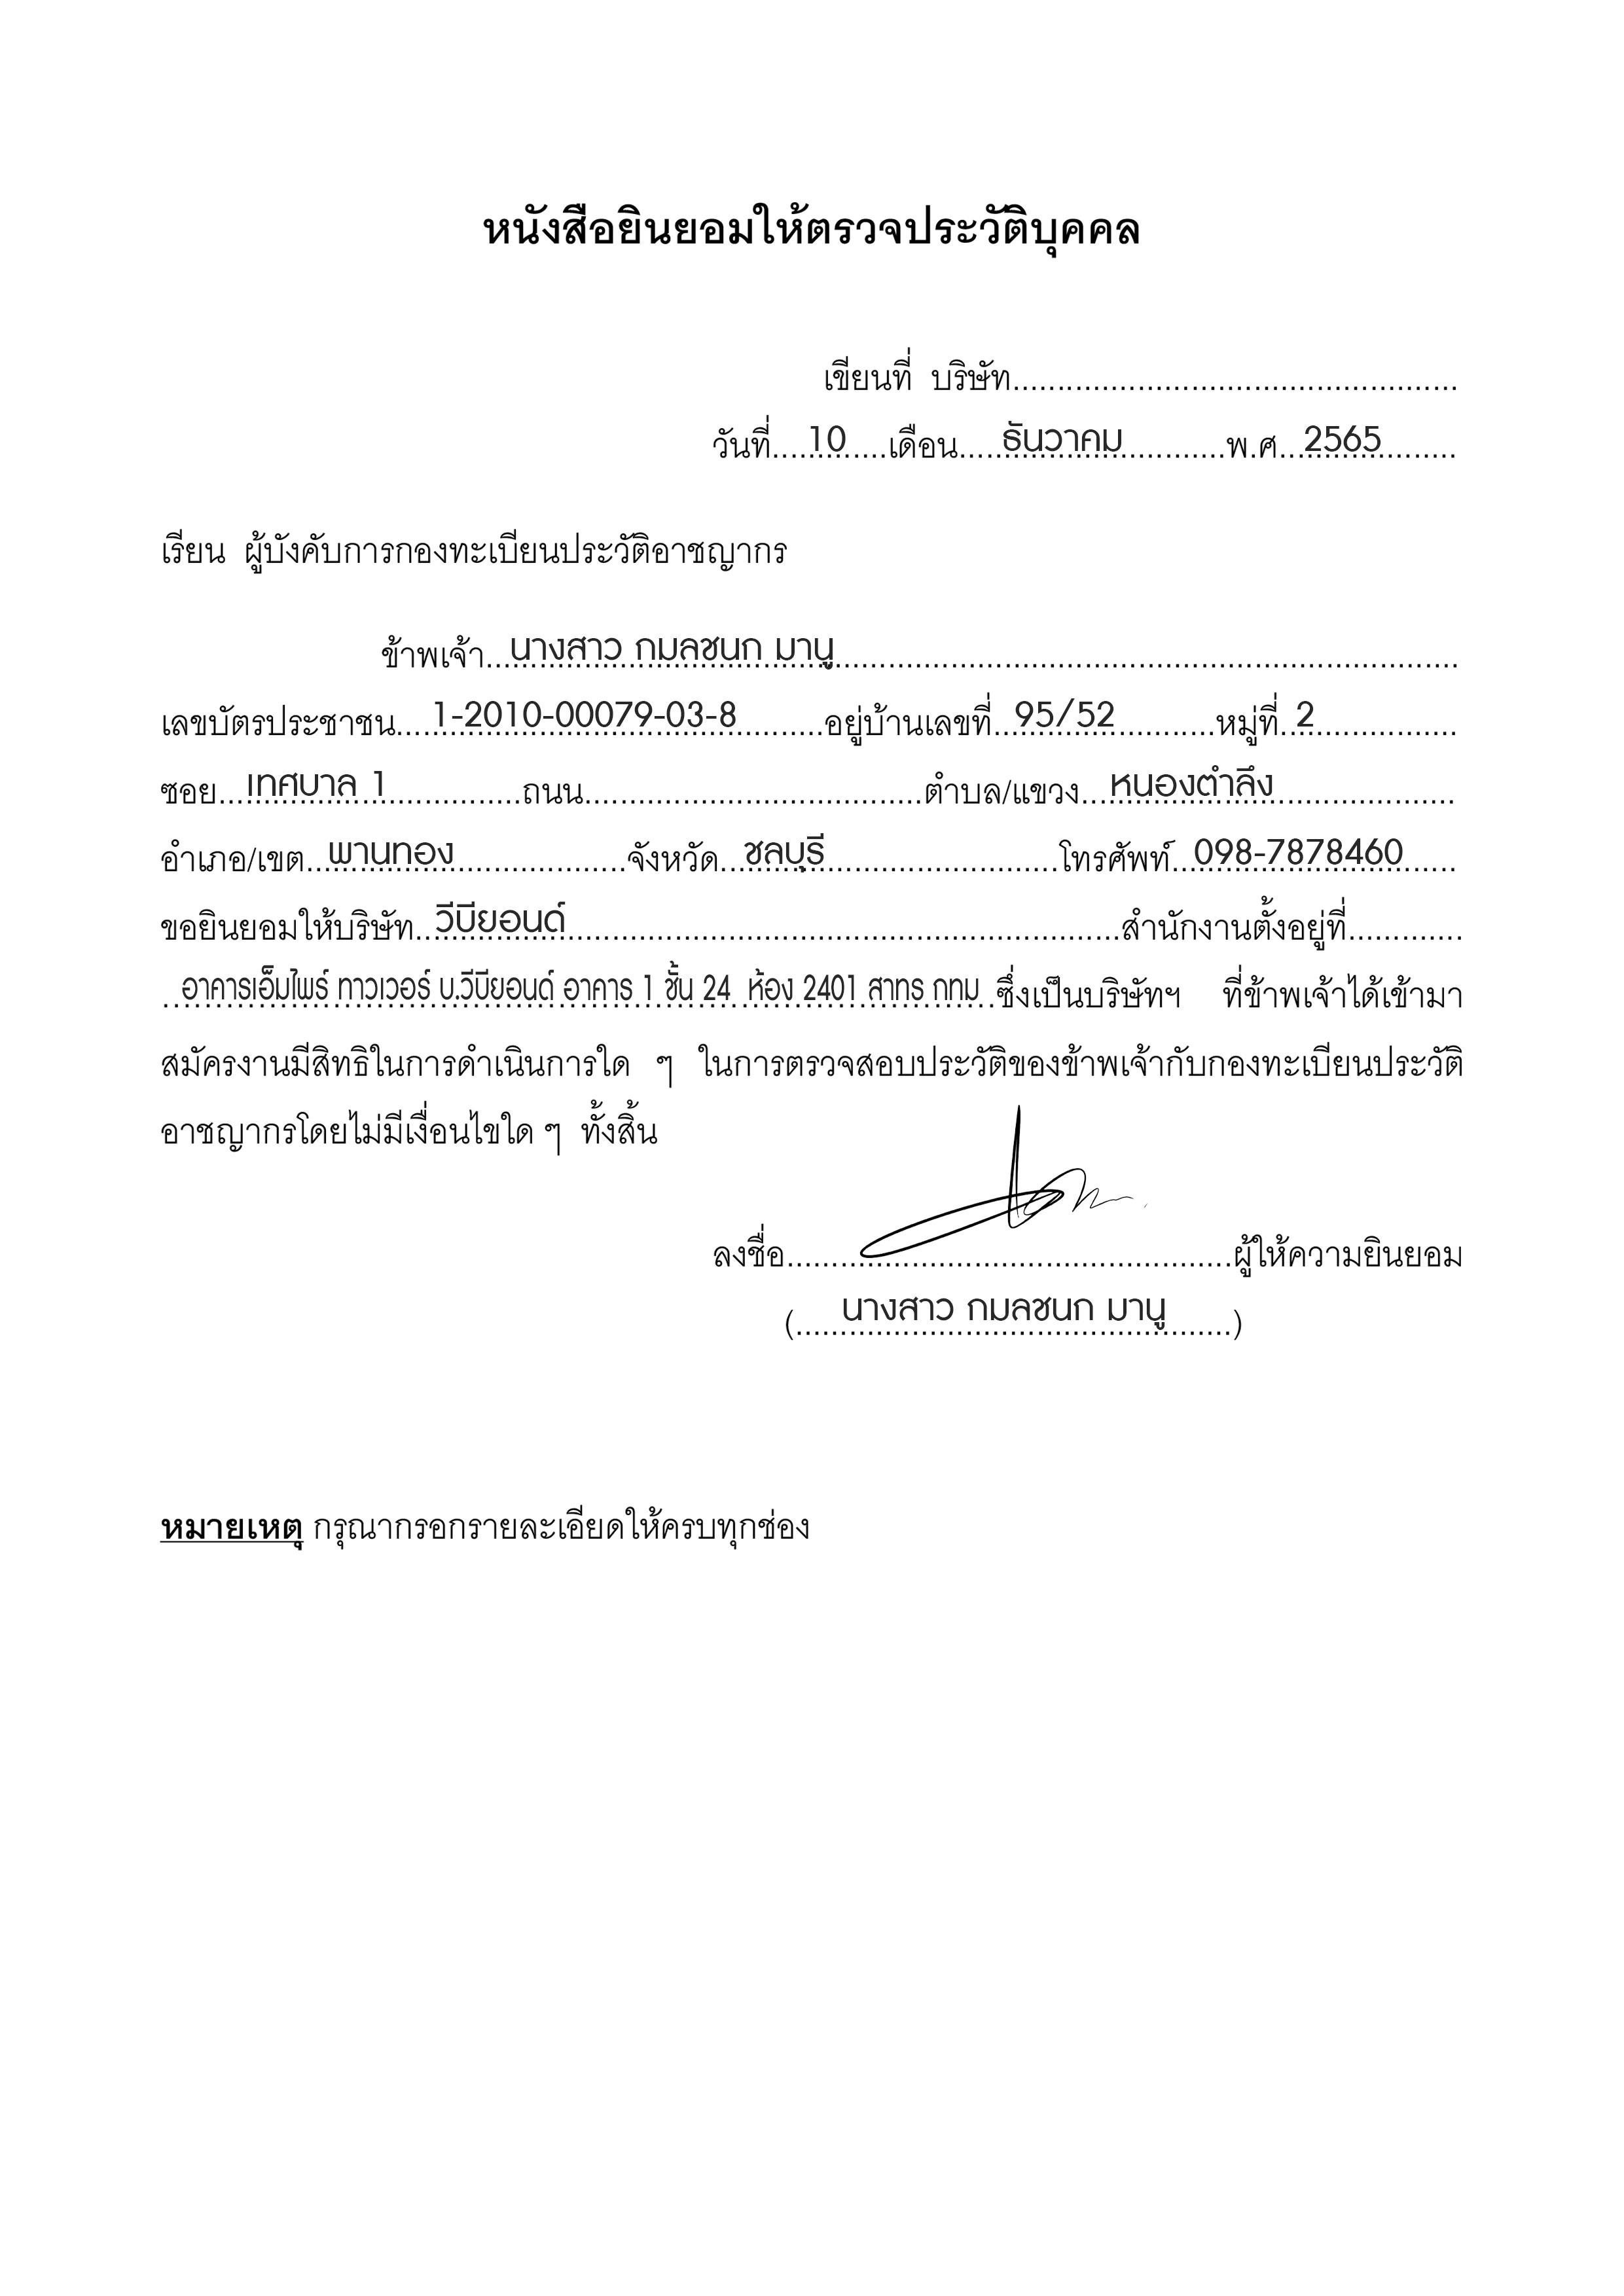 หนังสือยินยอมให้ตรวจประวัติบุคคล
เขียนที่ บริษัท..................................................
วันที่....10.....เดือน.....ธันวาคม............พ.ศ...2565.........
เรียน ผู้บังคับการกองทะเบียนประวัติอาชญากร
ข้าพเจ้า...นางสาว กมลชนก มานู......................................................................
เลขบัตรประชาชน....1-2010-00079-03-8..........อยู่บ้านเลขที่...95/52...........หมู่ที่..2................
ซอย...เทศบาล 1...............ถนน......................................ตำบล/แขวง...หนองตำลึง....................
อำเภอ/เขต...พานทอง...................จังหวัด...ชลบุรี..........................โทรศัพท์...098-7878460......
ขอยินยอมให้บริษัท...วีบียอนด์..............................................................สำนักงานตั้งอยู่ที่.............
..อาคารเอ็มไพร์ ทาวเวอร์ บ.วีบียอนด์ อาคาร 1 ชั้น 24 ห้อง 2401 สาทร กทม..ซึ่งเป็นบริษัทฯ ที่ข้าพเจ้าได้เข้ามา
สมัครงานมีสิทธิในการดำเนินการใด ๆ ในการตรวจสอบประวัติของข้าพเจ้ากับกองทะเบียนประวัติ
อาชญากรโดยไม่มีเงื่อนไขใด ๆ ทั้งสิ้น
ลงชื่อ..................................................ผู้ให้ความยินยอม
(.....นางสาว กมลชนก มานู.......)
หมายเหตุ กรุณากรอกรายละเอียดให้ครบทุกช่อง